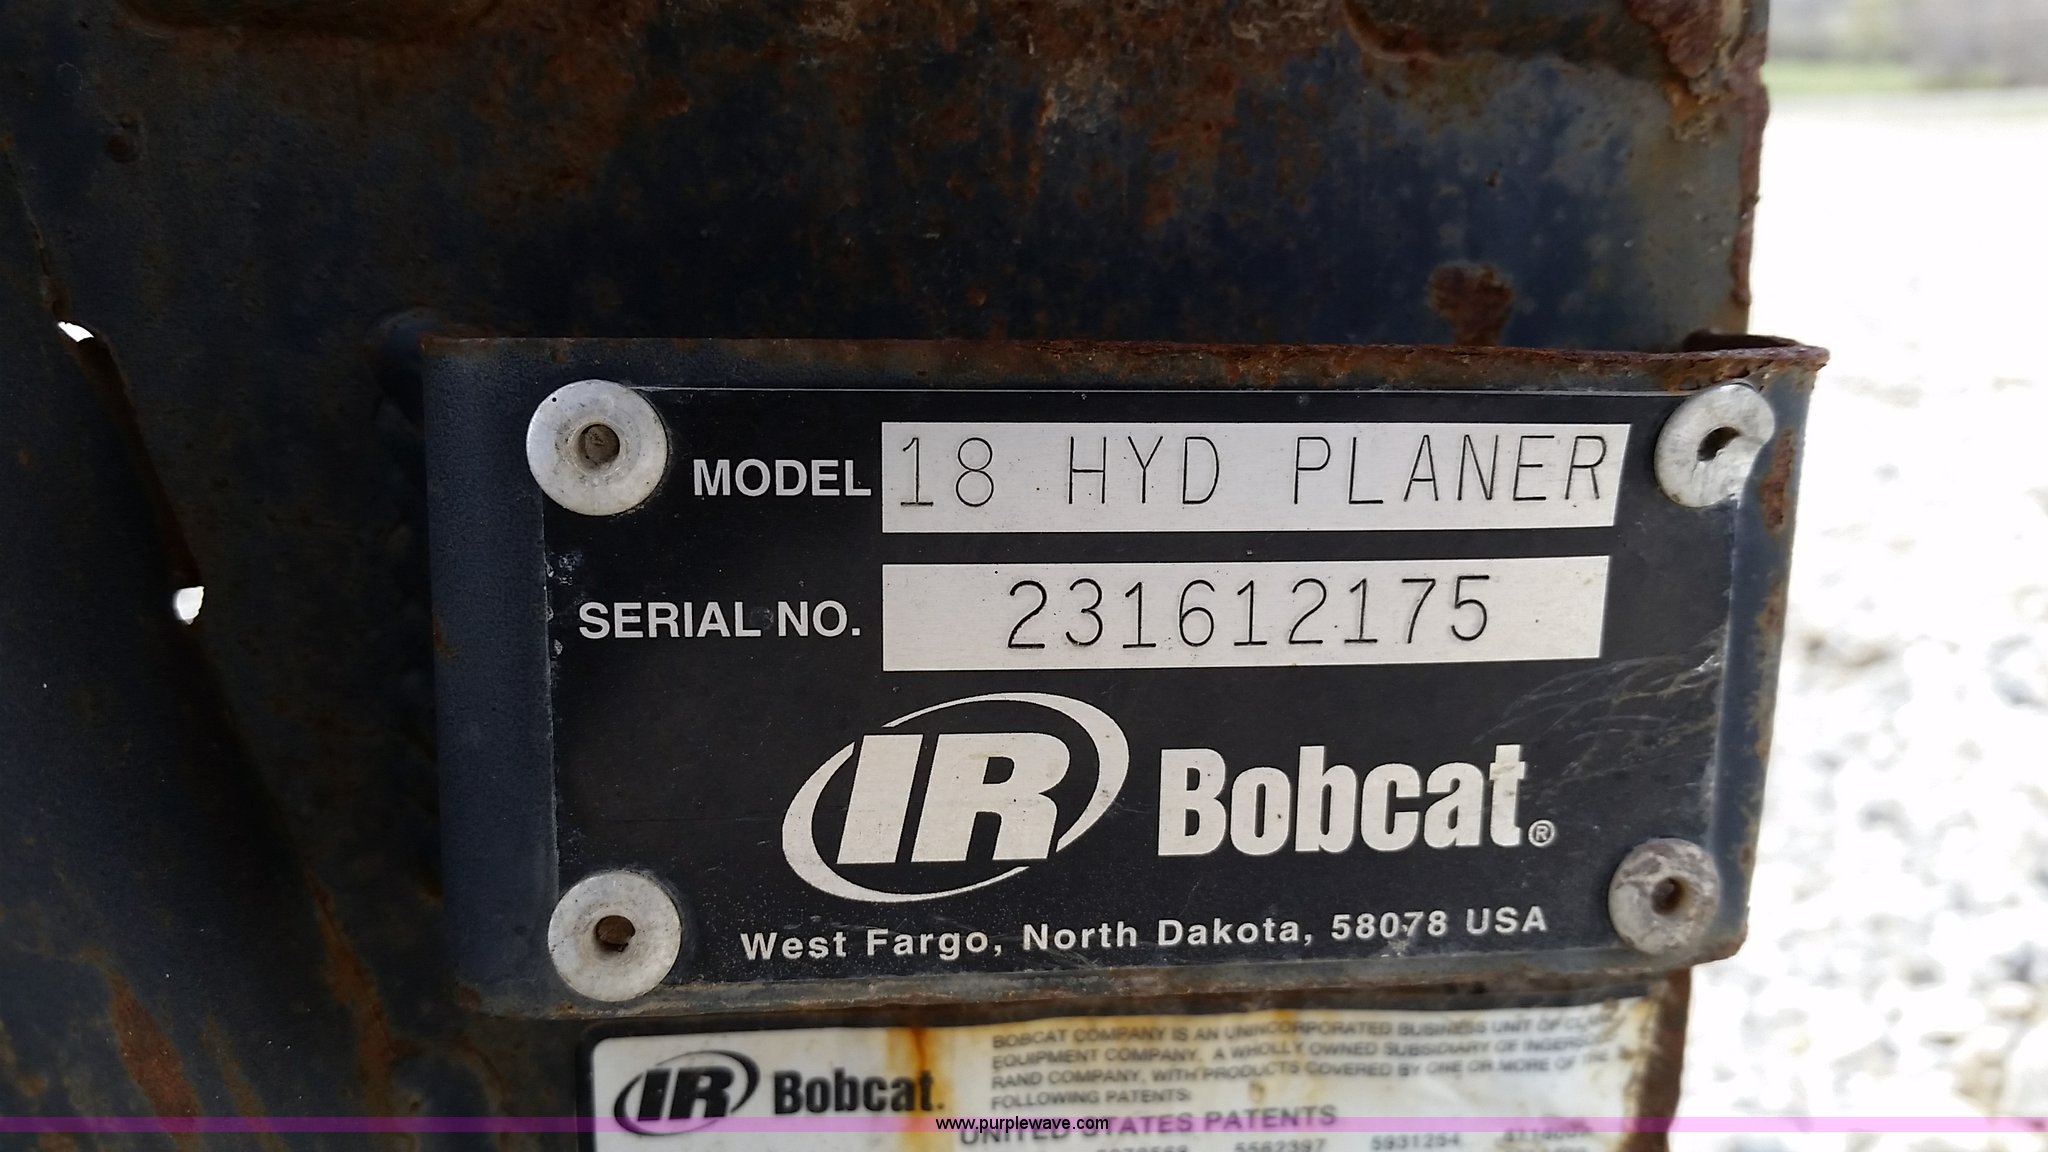 MODEL 18 HYD PLANER
SERIAL NO. 231612175
IR Bobcat®
West Fargo, North Dakota, 58078 USA
IR Bobcat.
BOBCAT COMPANY IS AN UNINCORPORATED BUSINESS UNIT OF
EQUIPMENT COMPANY, A WHOLLY OWNED SUBSIDIARY OF
RAND COMPANY, WITH PRODUCTS COVERED BY ONE OR MORE OF THE
FOLLOWING PATENTS:
UNITED STATES PATENTS
www.purplewave.com
5562397 5931254